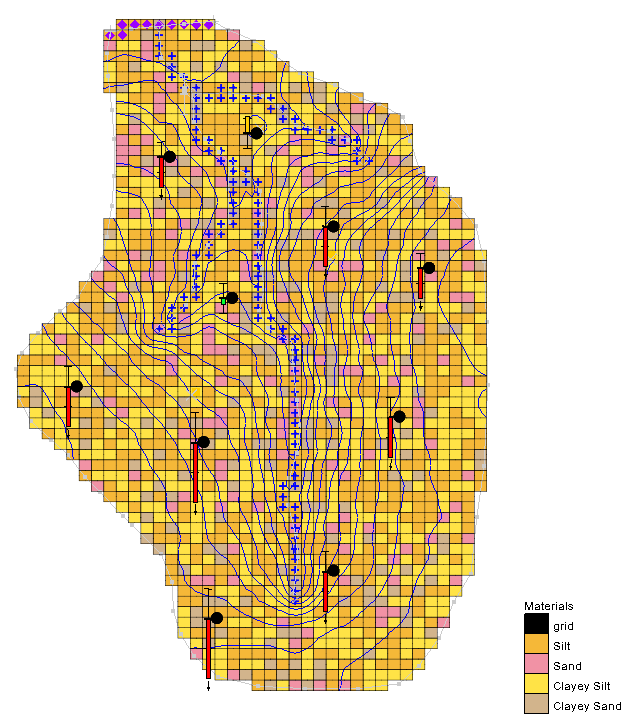 Materials
grid
Silt
Sand
Clayey Silt
Clayey Sand